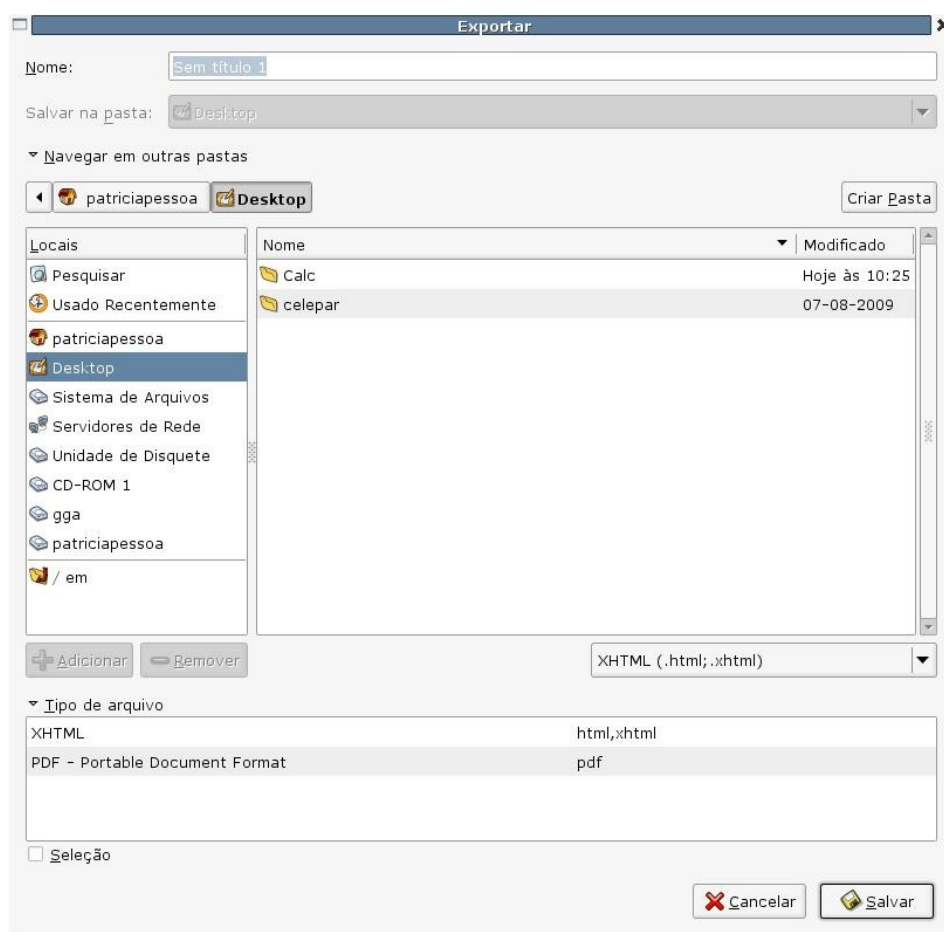 Exportar
Nome: Sem título 1
Salvar na pasta: Desktop
Navegar em outras pastas
patriciapessoa Desktop Criar Pasta
Locais Nome Modificado
Pesquisar Calc Hoje às 10:25
Usado Recentemente celepar 07-08-2009
patriciapessoa
Desktop
Sistema de Arquivos
Servidores de Rede
Unidade de Disquete
CD-ROM 1
gga
patriciapessoa
/ em
Adicionar Remover XHTML (.html;.xhtml)
Tipo de arquivo
XHTML html,xhtml
PDF - Portable Document Format pdf
Seleção
Cancelar Salvar